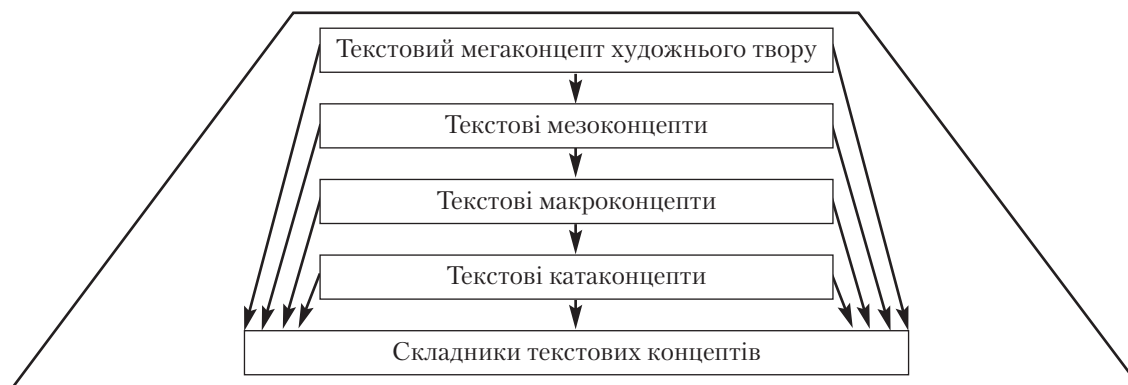 Текстовий мегаконцепт художнього твору
Текстові мезоконцепти
Текстові макроконцепти
Текстові катаконцепти
Складники текстових концептів